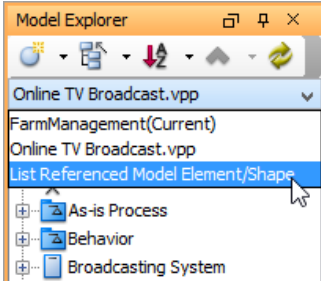 Model Explorer
Online TV Broadcast.vpp
FarmManagement(Current)
Online TV Broadcast.vpp
List Referenced Model Element/Shape
As-is Process
Behavior
Broadcasting System